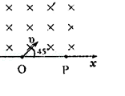 × × × ×
× × × ×
× × × ×
υ
45°
O P x